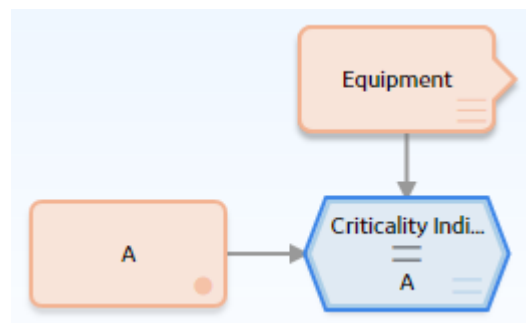 Equipment
Criticality Indi...
=
A
A